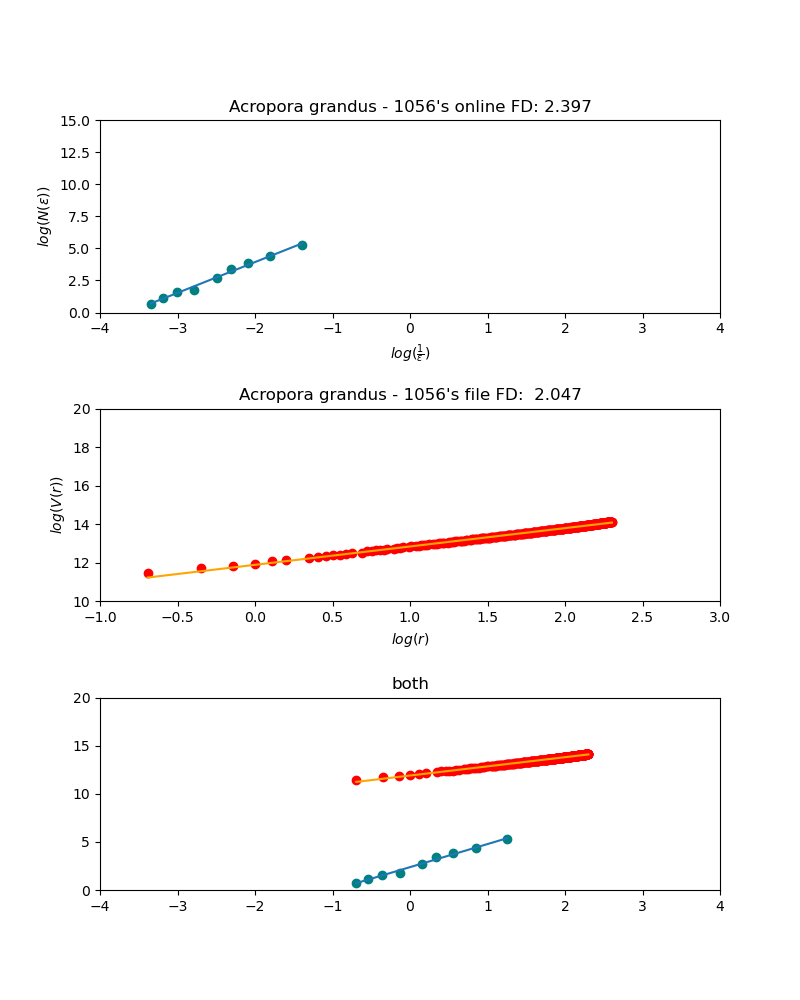 Acropora grandus - 1056's online FD: 2.397
15.0
12.5
10.0
7.5
5.0
2.5
0.0
log(N(ε))
−4 −3 −2 −1 0 1 2 3 4
log(1/ε)
Acropora grandus - 1056's file FD:  2.047
20
18
16
14
12
10
log(V(r))
−1.0 −0.5 0.0 0.5 1.0 1.5 2.0 2.5 3.0
log(r)
both
20
15
10
5
0
−4 −3 −2 −1 0 1 2 3 4